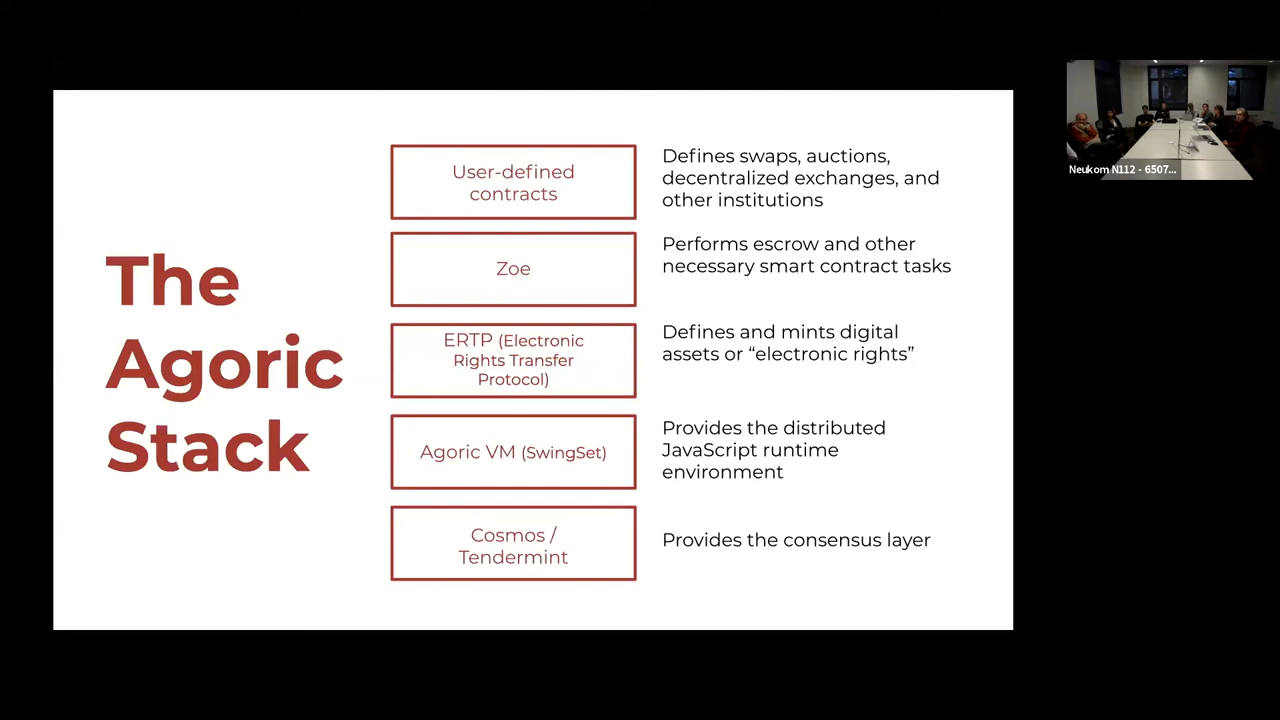 The
Agoric
Stack
User-defined
contracts
Defines swaps, auctions,
decentralized exchanges, and
other institutions
Zoe
Performs escrow and other
necessary smart contract tasks
ERTP (Electronic
Rights Transfer
Protocol)
Defines and mints digital
assets or “electronic rights”
Agoric VM (SwingSet)
Provides the distributed
JavaScript runtime
environment
Cosmos /
Tendermint
Provides the consensus layer
Neukom N112 - 6507...